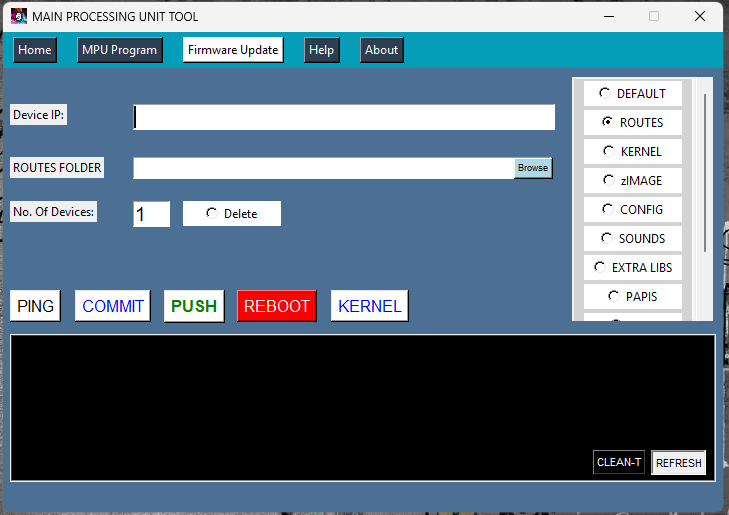 MAIN PROCESSING UNIT TOOL
Home MPU Program Firmware Update Help About
Device IP:
ROUTES FOLDER Browse
No. Of Devices: 1 Delete
DEFAULT
ROUTES
KERNEL
zIMAGE
CONFIG
SOUNDS
EXTRA LIBS
PAPIS
PING COMMIT PUSH REBOOT KERNEL
CLEAN-T REFRESH